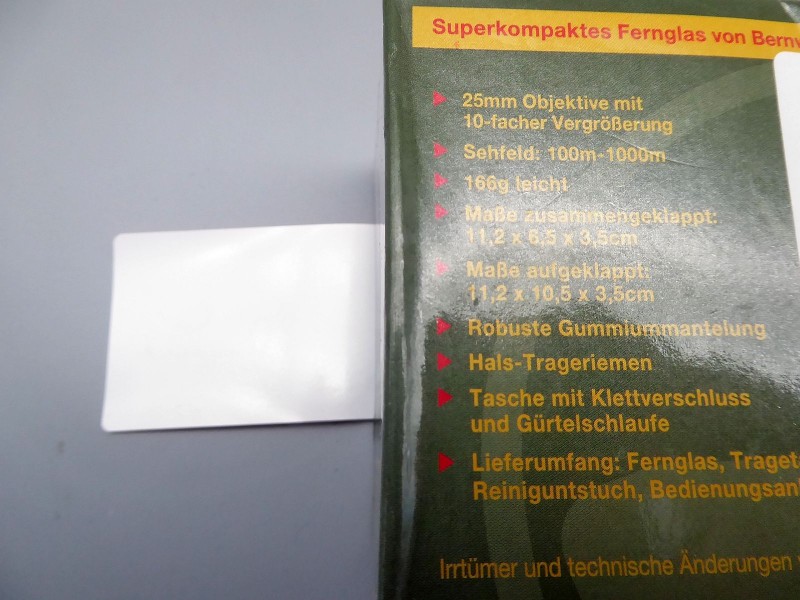 Superkompaktes Fernglas von Bernw
25mm Objektive mit
10-facher Vergrößerung
Sehfeld: 100m-1000m
166g leicht
Maße zusammengeklappt:
11,2 x 6,5 x 3,5cm
Maße aufgeklappt:
11,2 x 10,5 x 3,5cm
Robuste Gummiummantelung
Hals-Trageriemen
Tasche mit Klettverschluss
und Gürtelschlaufe
Lieferumfang: Fernglas, Traget
Reiniguntstuch, Bedienungsan
Irrtümer und technische Änderungen